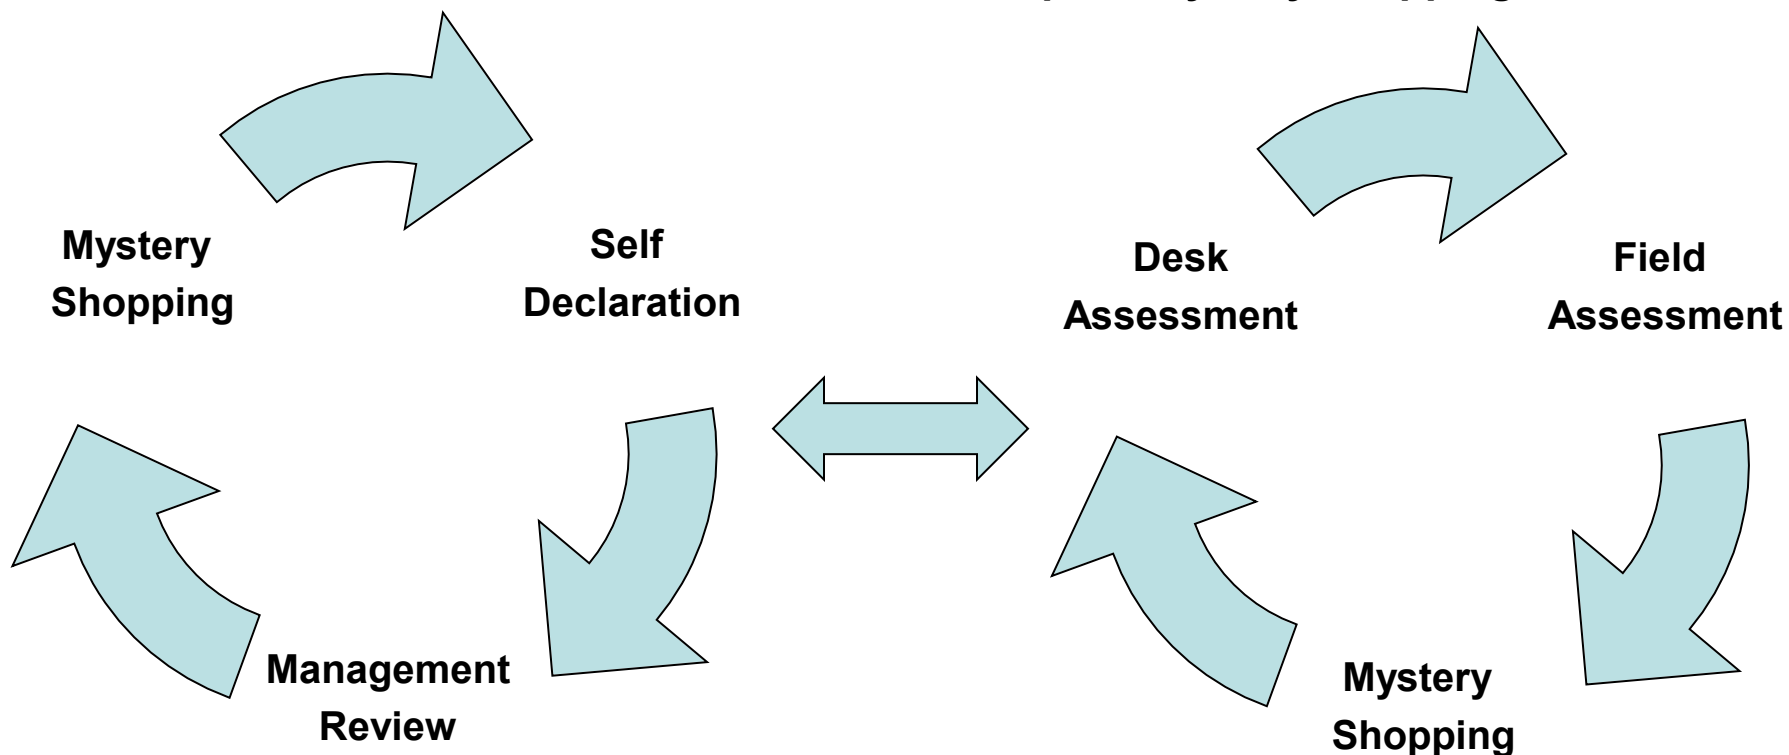 Mystery
Shopping
Self
Declaration
Management
Review
Desk
Assessment
Field
Assessment
Mystery
Shopping